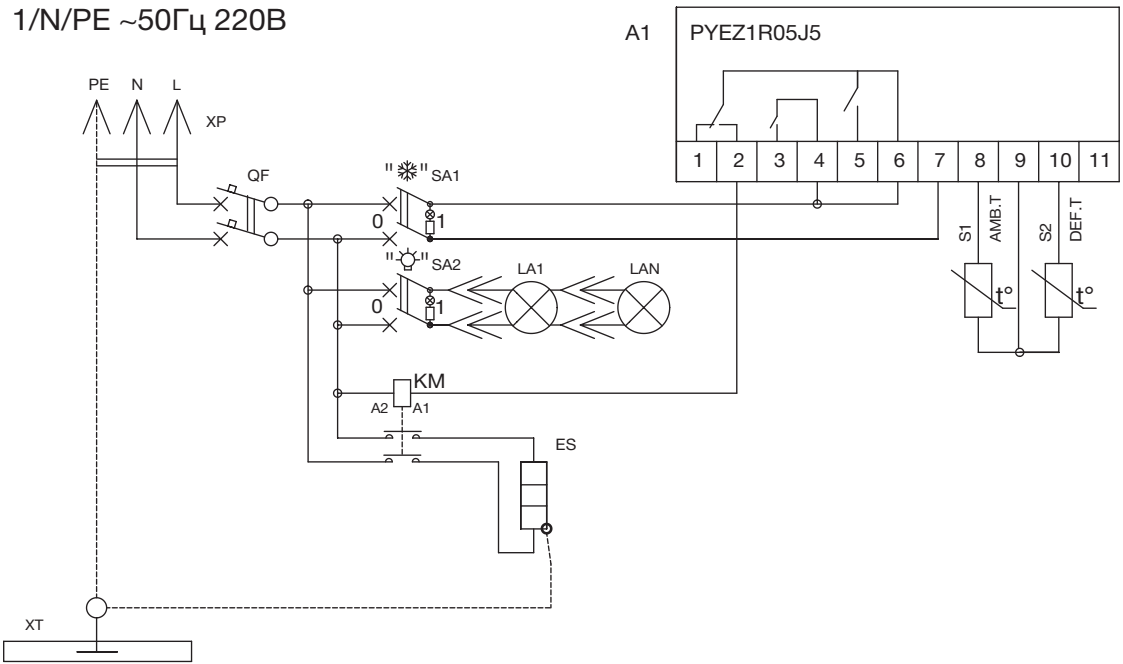 1/N/PE ~50Гц 220В
A1 PYEZ1R05J5
PE N L
XP
1 2 3 4 5 6 7 8 9 10 11
QF
" " SA1
0 1
S1 AMB.T S2 DEF.T
" " SA2
LA1 LAN
0 1
t° t°
KM
A2 A1
ES
XT